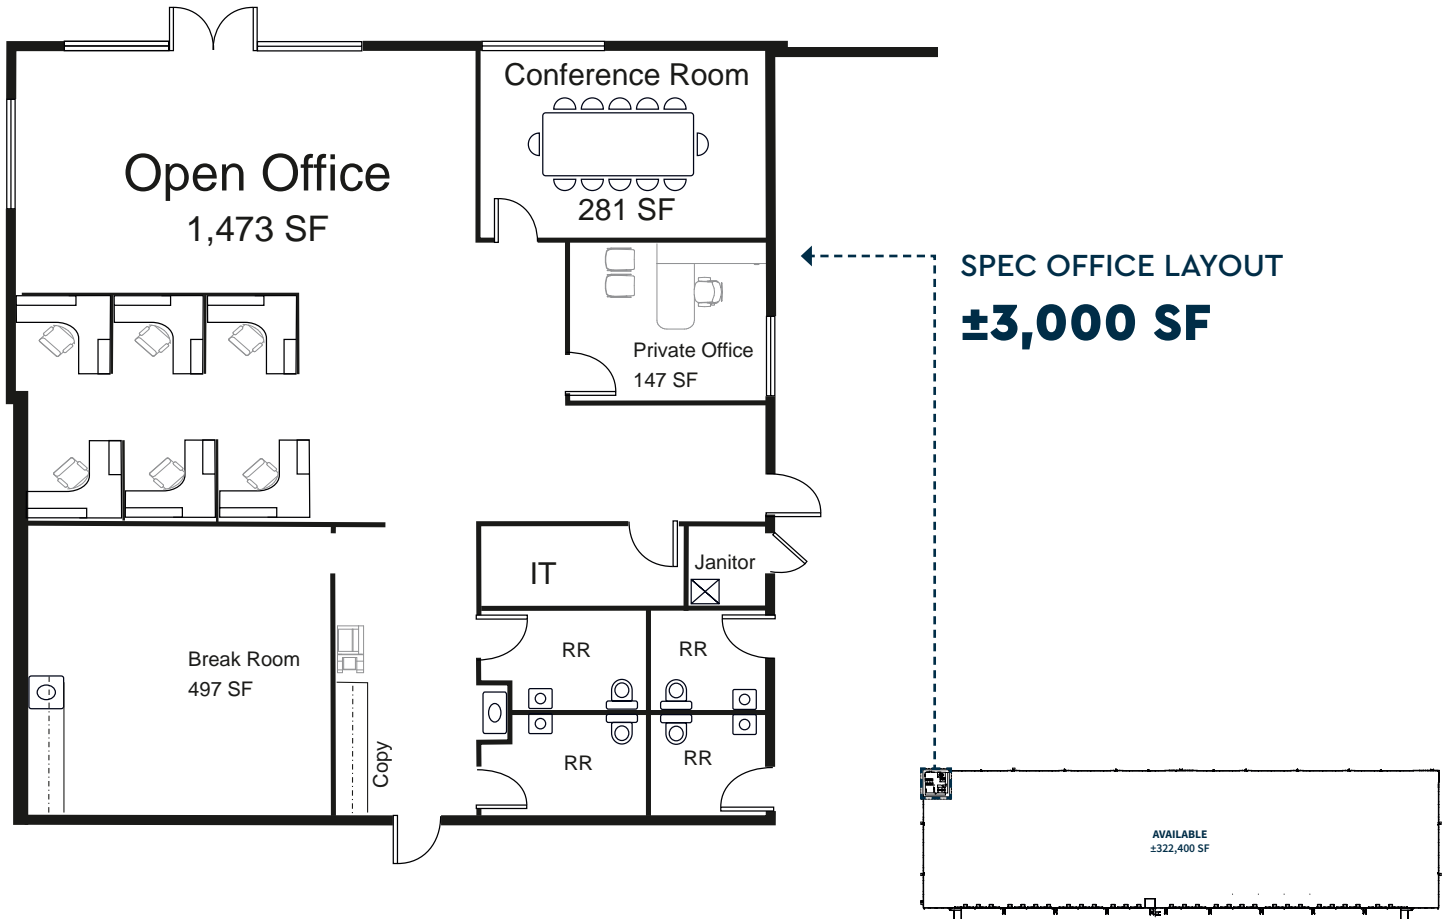 Conference Room
281 SF
Open Office
1,473 SF
SPEC OFFICE LAYOUT
±3,000 SF
Private Office
147 SF
IT
Janitor
RR
RR
Break Room
497 SF
Copy
RR
RR
AVAILABLE
±322,400 SF